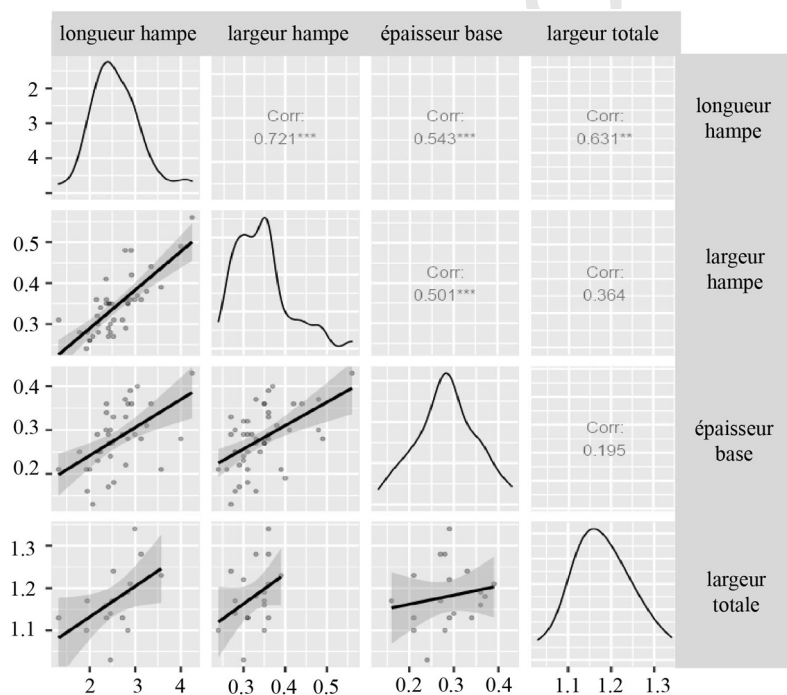 longueur hampe largeur hampe épaisseur base largeur totale
2
3
4
Corr:
0.721***
Corr:
0.543***
Corr:
0.631**
longueur
hampe
0.5
0.4
0.3
Corr:
0.501***
Corr:
0.364
largeur
hampe
0.4
0.3
0.2
Corr:
0.195
épaisseur
base
1.3
1.2
1.1
largeur
totale
2 3 4 0.3 0.4 0.5 0.2 0.3 0.4 1.1 1.2 1.3